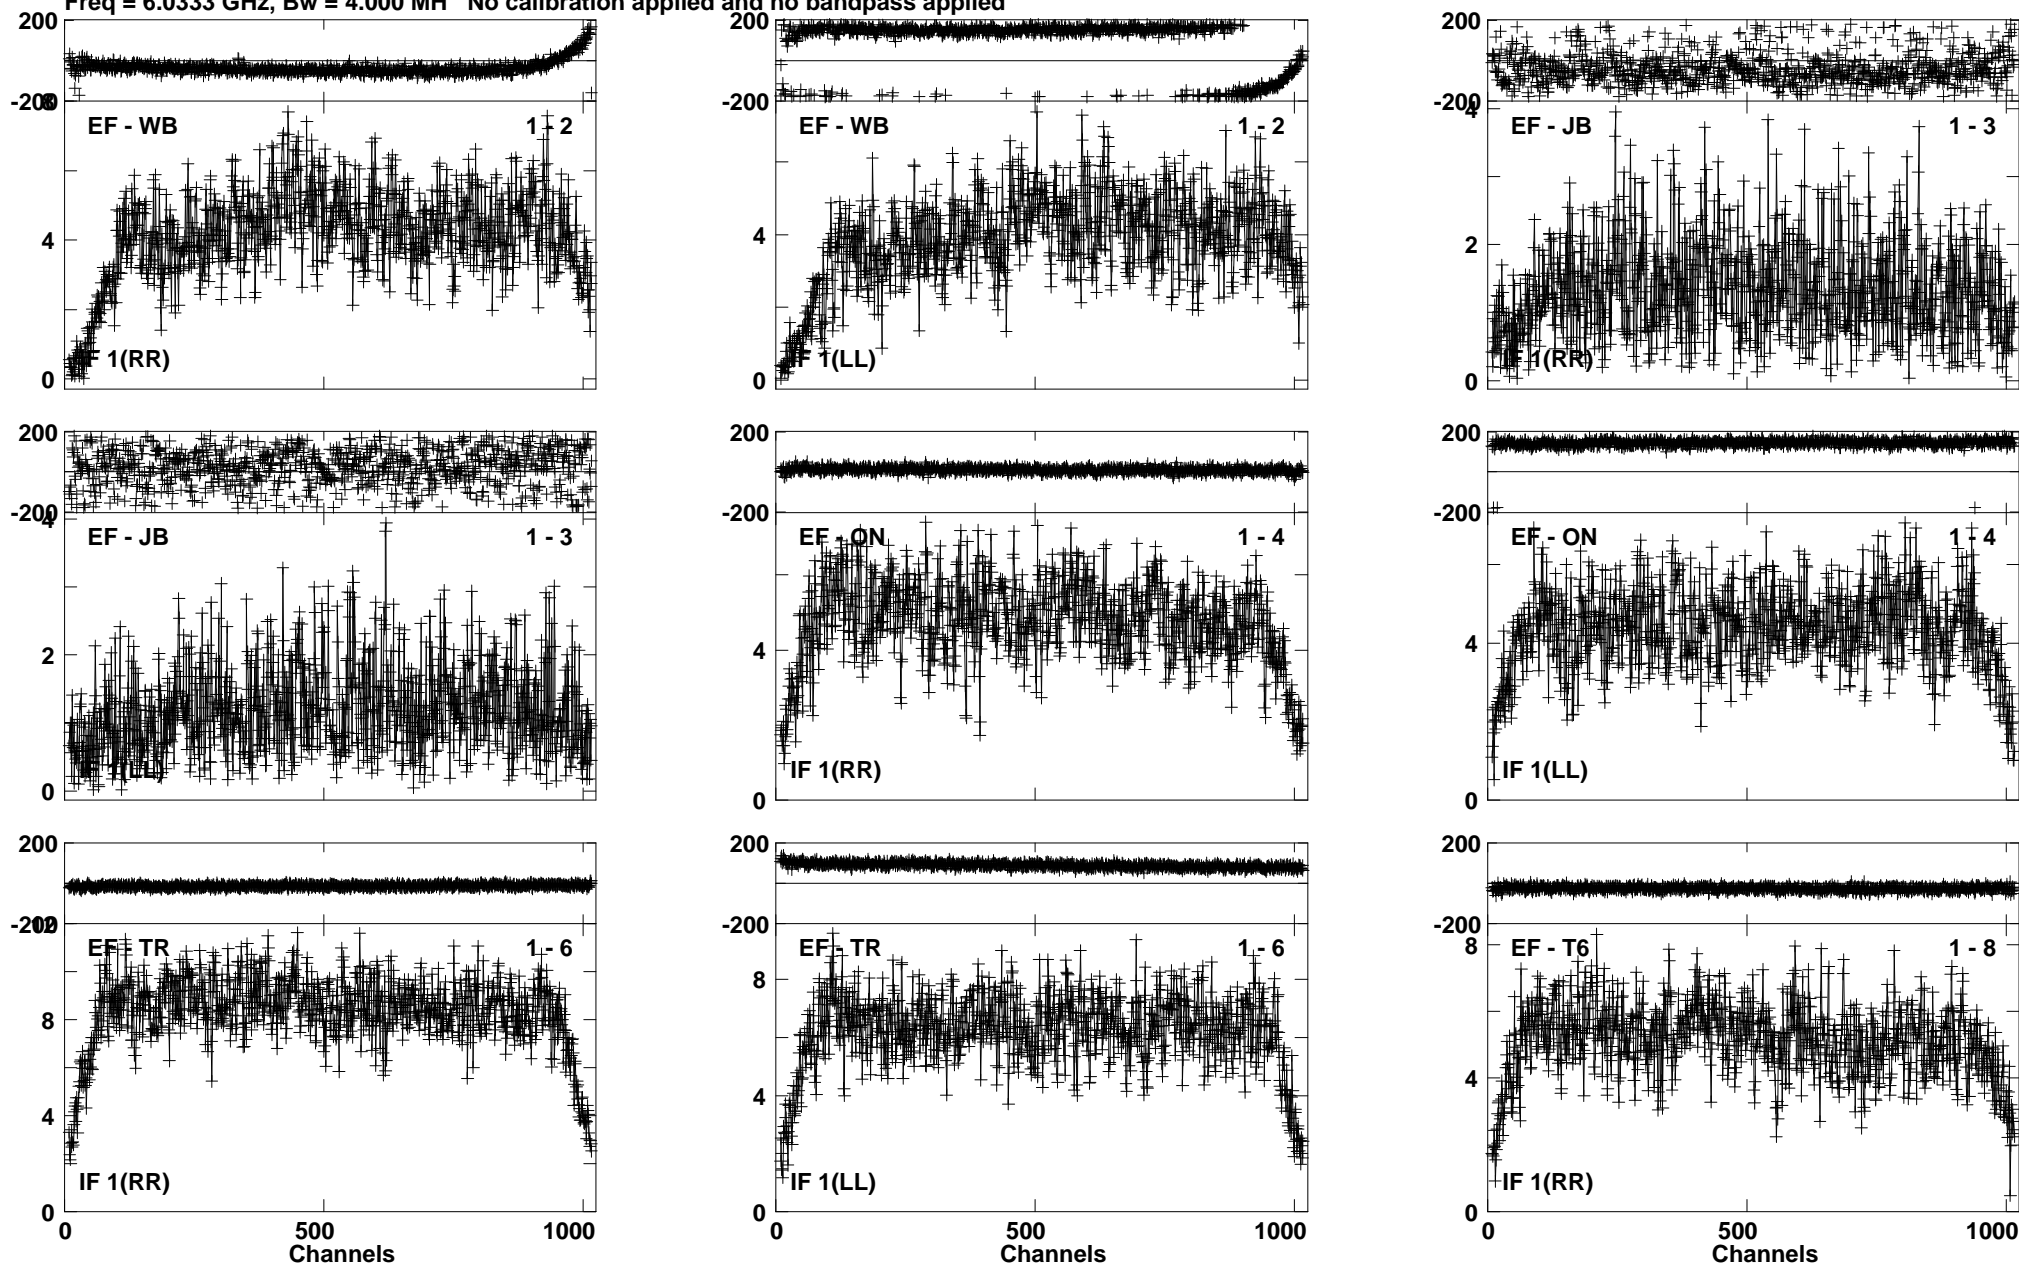 Freq = 6.0333 GHz, Bw = 4.000 MH No calibration applied and no bandpass applied
200
-200
8
EF - WB 1 - 2
4
IF 1(RR)
0
200
-200
EF - WB 1 - 2
4
IF 1(LL)
0
200
-200
4
EF - JB 1 - 3
2
IF 1(RR)
0
200
-200
4
EF - JB 1 - 3
2
IF 1(LL)
0
200
-200
EF - ON 1 - 4
4
IF 1(RR)
0
200
-200
EF - ON 1 - 4
4
IF 1(LL)
0
200
-200
12
EF - TR 1 - 6
8
4
IF 1(RR)
0
0 500 1000
Channels
200
-200
EF - TR 1 - 6
8
4
IF 1(LL)
0
0 500 1000
Channels
200
-200
8
EF - T6 1 - 8
4
IF 1(RR)
0
0 500 1000
Channels